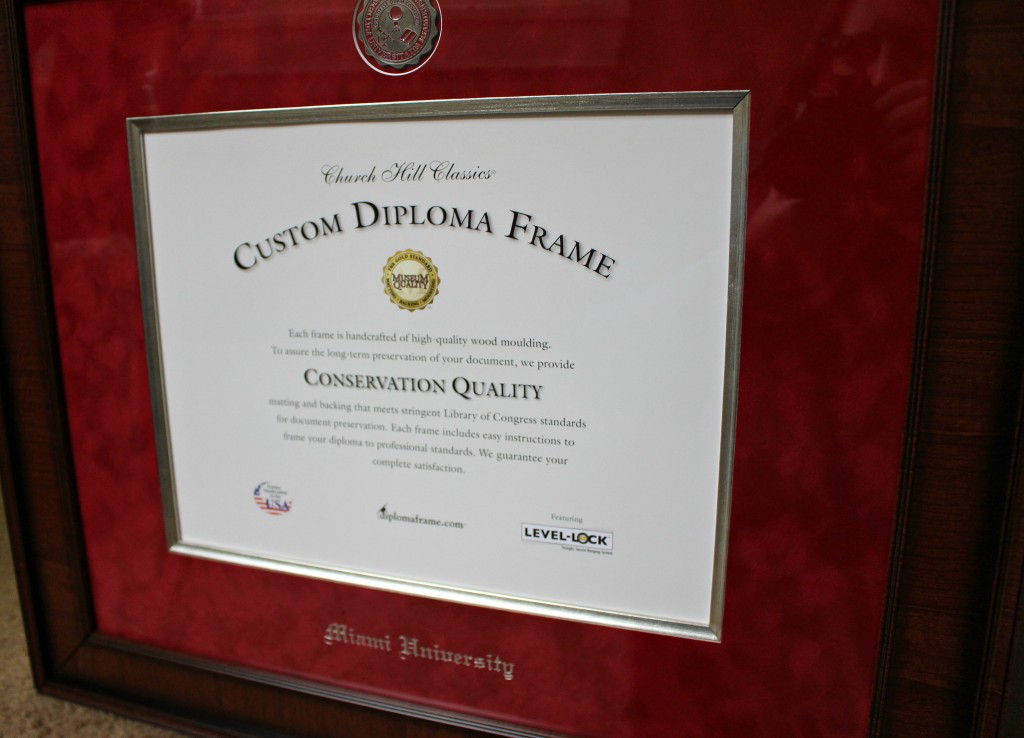 Church Hill Classics®
CUSTOM DIPLOMA FRAME
THE GOLD STANDARD
MUSEUM
QUALITY
Each frame is handcrafted of high-quality wood moulding.
To assure the long-term preservation of your document, we provide
CONSERVATION QUALITY
matting and backing that meets stringent Library of Congress standards
for document preservation. Each frame includes easy instructions to
frame your diploma to professional standards. We guarantee your
complete satisfaction.
USA
diplomaframe.com
Featuring
LEVEL-LOCK
Miami University